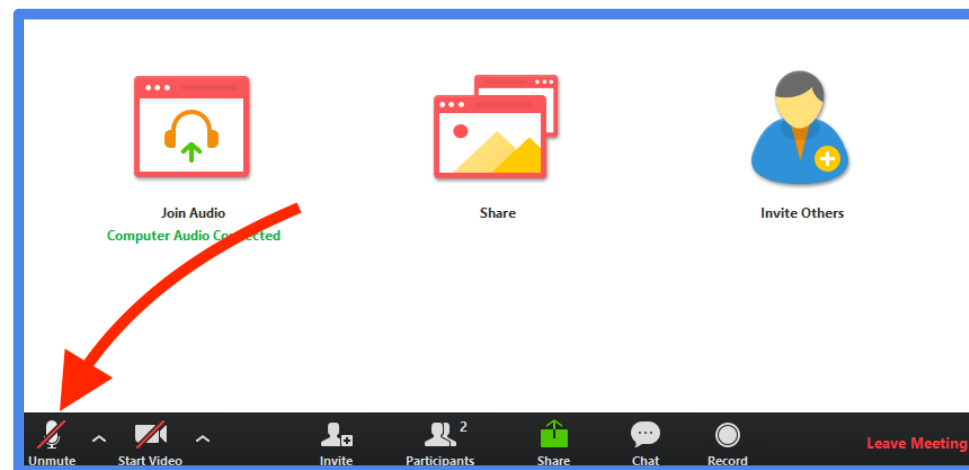 Join Audio
Computer Audio Connected
Share
Invite Others
2
Unmute
Start Video
Invite
Participants
Share
Chat
Record
Leave Meeting